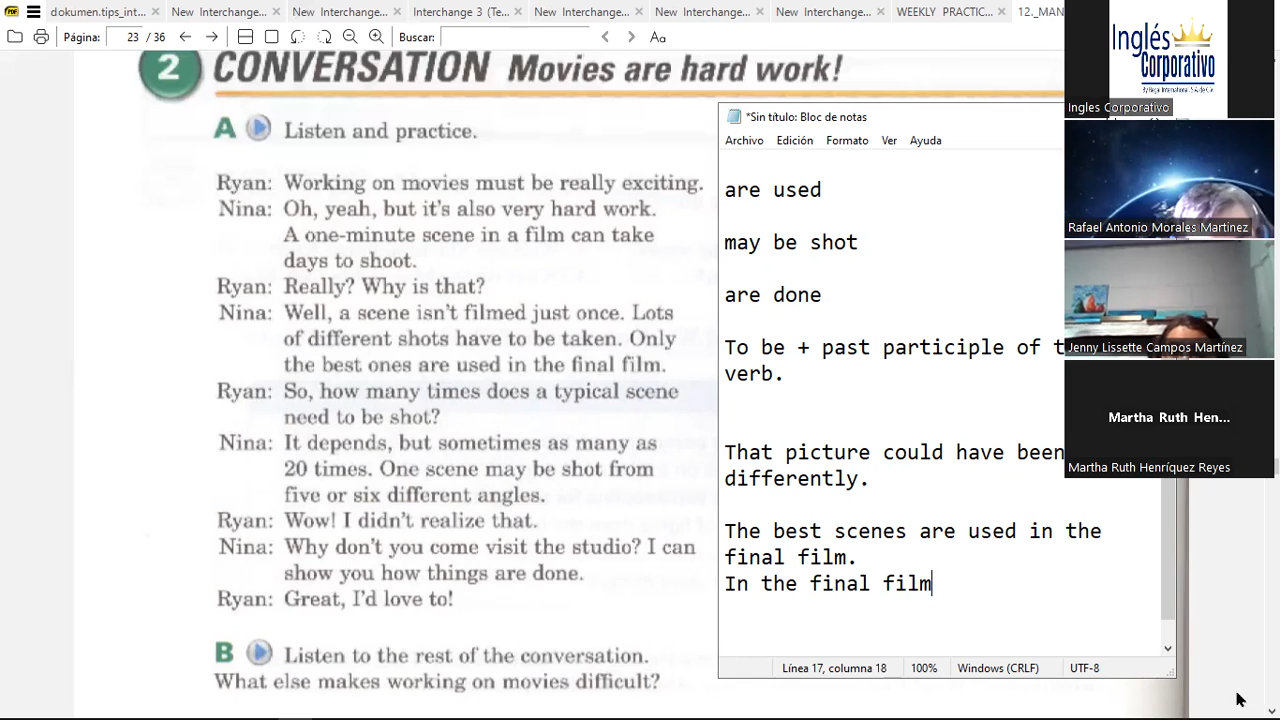 dokumen.tips_int...
New Interchange...
New Interchange...
Interchange 3 (Te...
New Interchange...
New Interchange...
New Interchange...
WEEKLY PRACTIC...
12._MAN
Página: 23 / 36
Buscar:
Aa
2 CONVERSATION Movies are hard work!
A Listen and practice.
Ryan: Working on movies must be really exciting.
Nina: Oh, yeah, but it's also very hard work.
A one-minute scene in a film can take
days to shoot.
Ryan: Really? Why is that?
Nina: Well, a scene isn't filmed just once. Lots
of different shots have to be taken. Only
the best ones are used in the final film.
Ryan: So, how many times does a typical scene
need to be shot?
Nina: It depends, but sometimes as many as
20 times. One scene may be shot from
five or six different angles.
Ryan: Wow! I didn't realize that.
Nina: Why don't you come visit the studio? I can
show you how things are done.
Ryan: Great, I'd love to!
B Listen to the rest of the conversation.
What else makes working on movies difficult?
*Sin título: Bloc de notas
Archivo Edición Formato Ver Ayuda
are used
may be shot
are done
To be + past participle of t
verb.
That picture could have been
differently.
The best scenes are used in the
final film.
In the final film
Línea 17, columna 18 100% Windows (CRLF) UTF-8
Inglés
Corporativo
Ingles Corporativo
Rafael Antonio Morales Martinez
Jenny Lissette Campos Martínez
Martha Ruth Hen...
Martha Ruth Henríquez Reyes